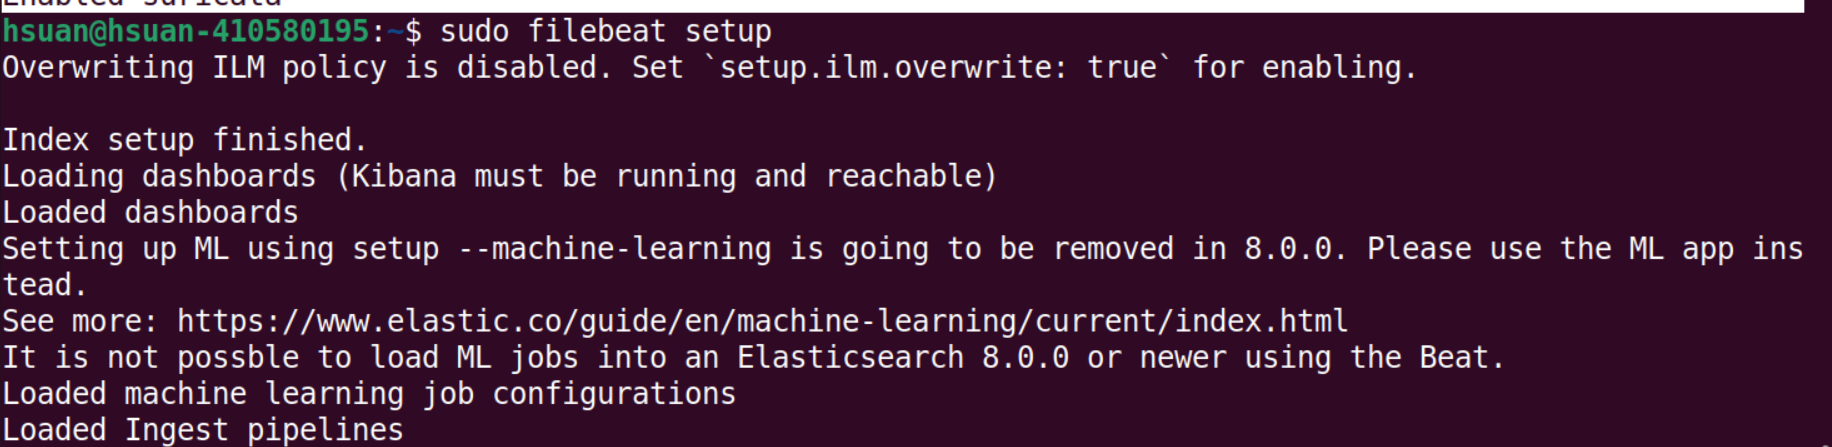 Enabled suricata
hsuan@hsuan-410580195:~$ sudo filebeat setup
Overwriting ILM policy is disabled. Set `setup.ilm.overwrite: true` for enabling.
Index setup finished.
Loading dashboards (Kibana must be running and reachable)
Loaded dashboards
Setting up ML using setup --machine-learning is going to be removed in 8.0.0. Please use the ML app ins
tead.
See more: https://www.elastic.co/guide/en/machine-learning/current/index.html
It is not possble to load ML jobs into an Elasticsearch 8.0.0 or newer using the Beat.
Loaded machine learning job configurations
Loaded Ingest pipelines